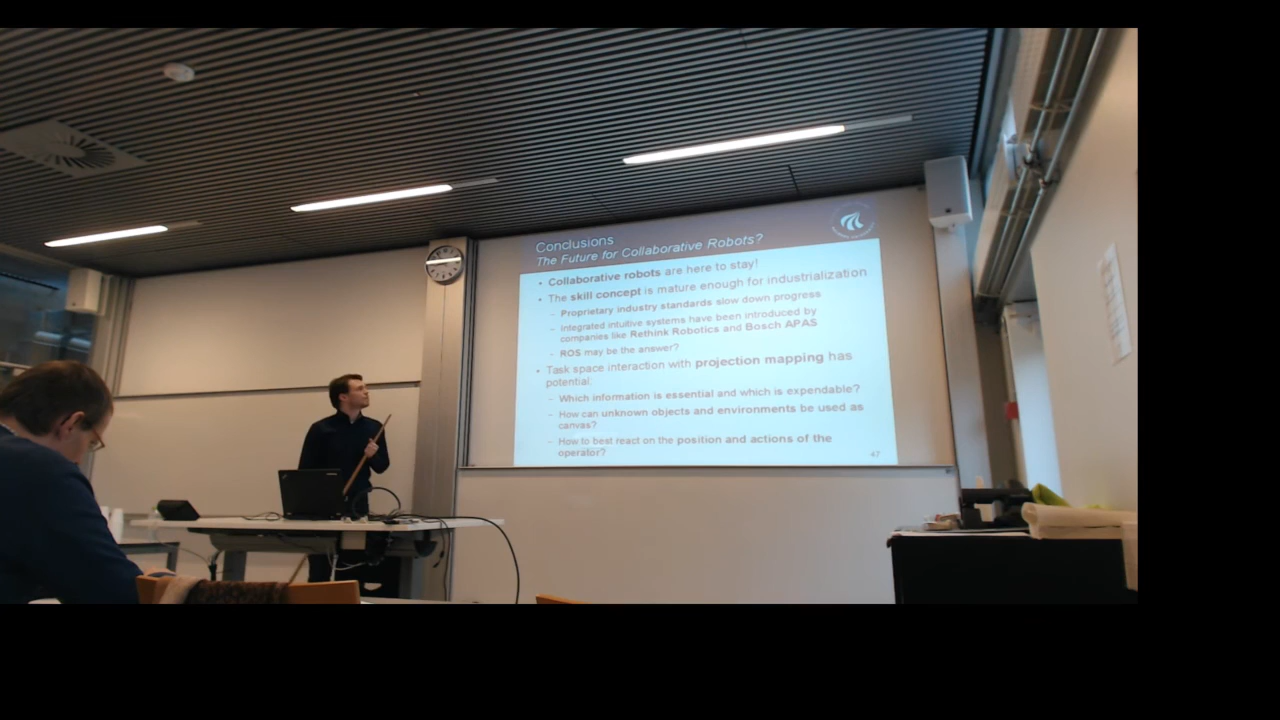 Conclusions
The Future for Collaborative Robots?
• Collaborative robots are here to stay!
• The skill concept is mature enough for industrialization
– Proprietary industry standards slow down progress
– Integrated intuitive systems have been introduced by
companies like Rethink Robotics and Bosch APAS
– ROS may be the answer?
• Task space interaction with projection mapping has
potential:
– Which information is essential and which is expendable?
– How can unknown objects and environments be used as
canvas?
– How to best react on the position and actions of the
operator?
47